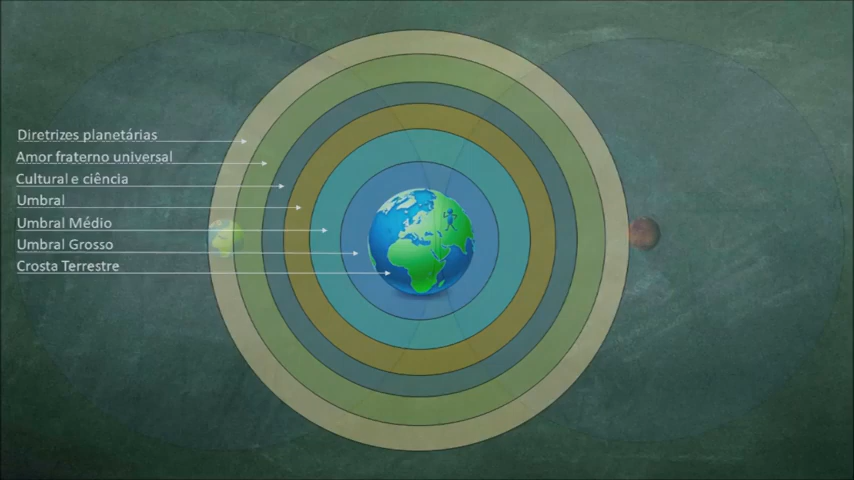 Diretrizes planetárias
Amor fraterno universal
Cultural e ciência
Umbral
Umbral Médio
Umbral Grosso
Crosta Terrestre